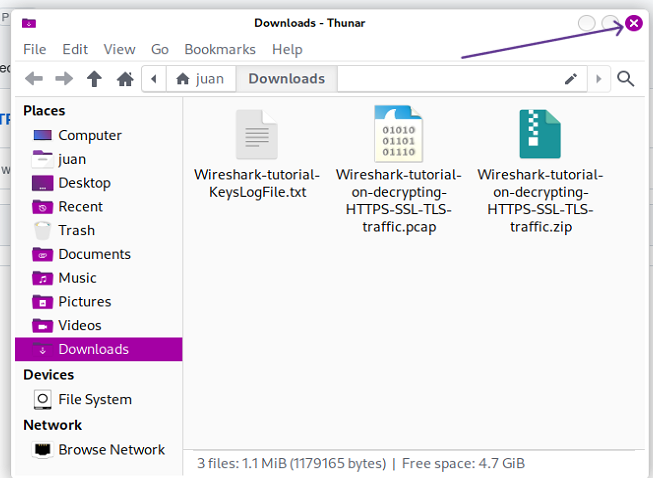 Downloads - Thunar
File Edit View Go Bookmarks Help
juan Downloads
Places
Computer
juan
Desktop
Recent
Trash
Documents
Music
Pictures
Videos
Downloads
Devices
File System
Network
Browse Network
Wireshark-tutorial-
KeysLogFile.txt
01010
01101
01110
Wireshark-tutorial-
on-decrypting-
HTTPS-SSL-TLS-
traffic.pcap
Wireshark-tutorial-
on-decrypting-
HTTPS-SSL-TLS-
traffic.zip
3 files: 1.1 MiB (1179165 bytes) | Free space: 4.7 GiB